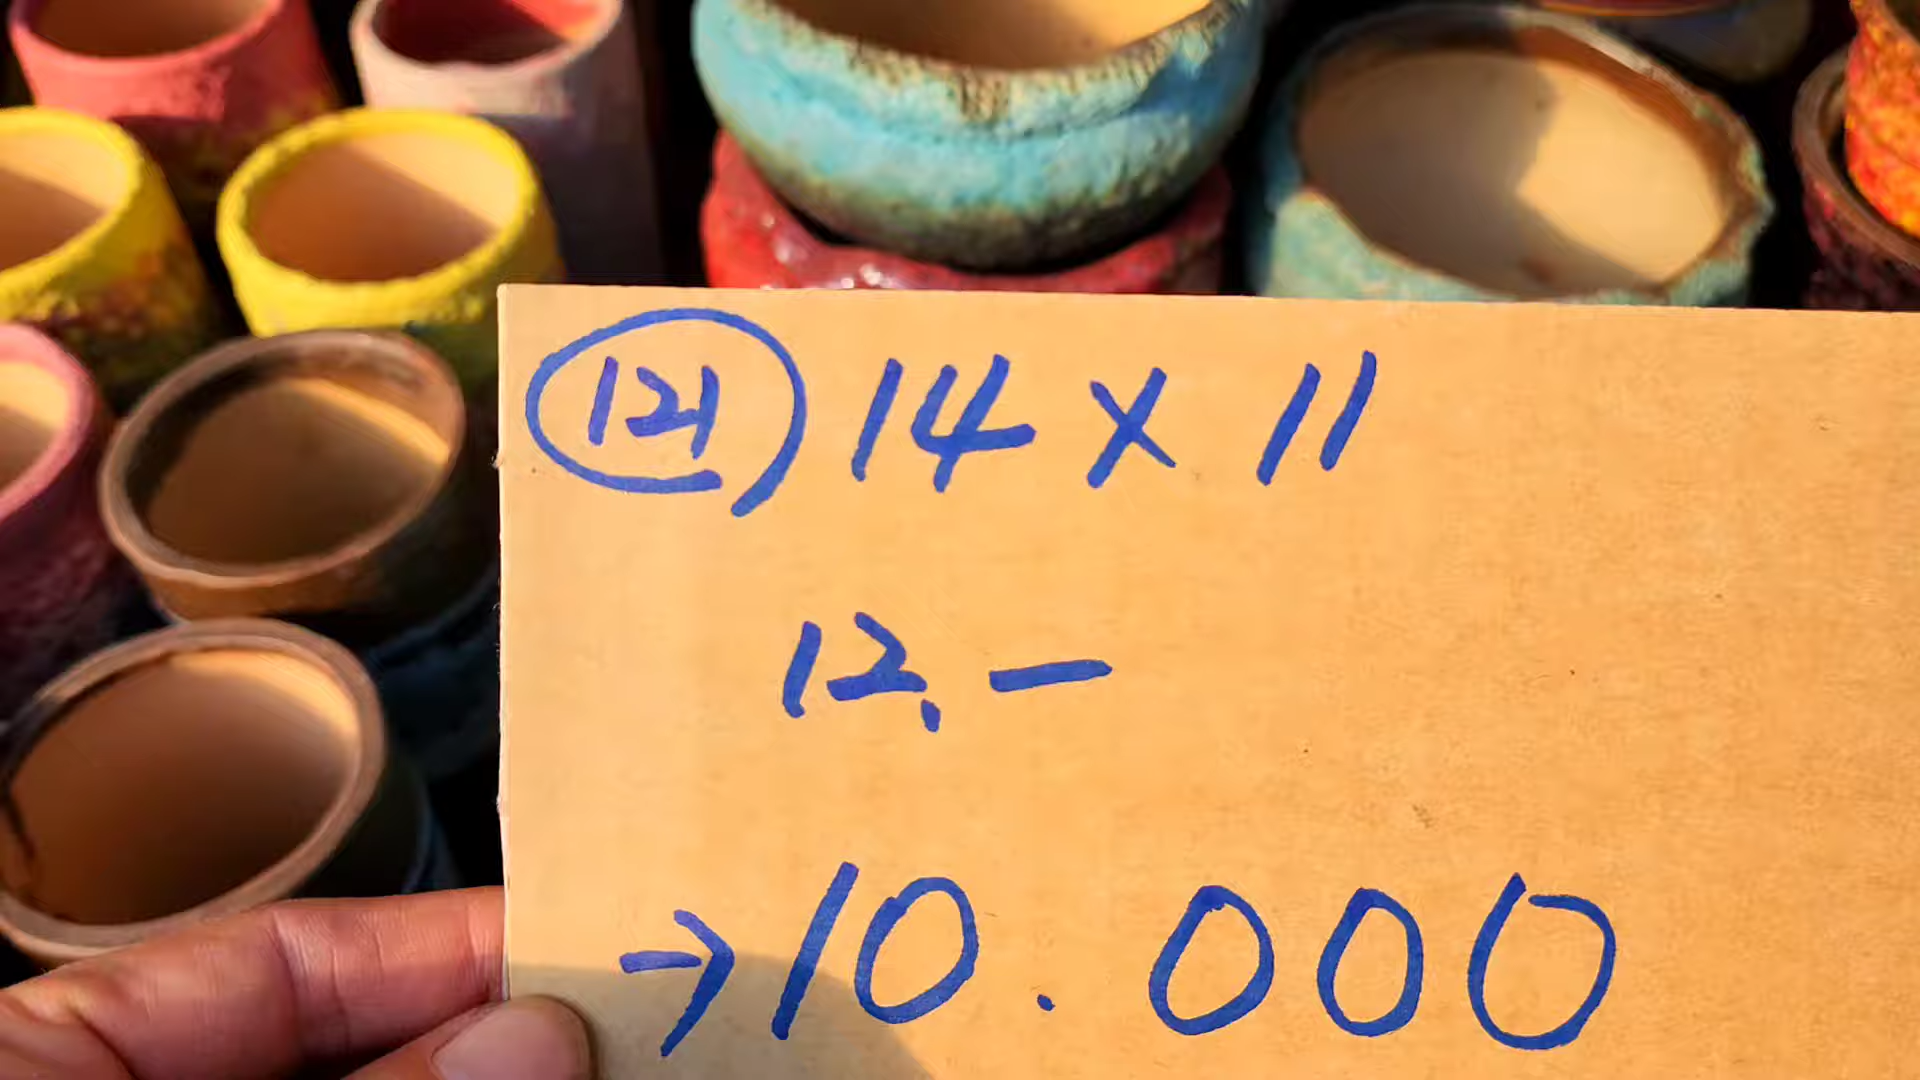 (121) 14 x 11
12,-
→10.000